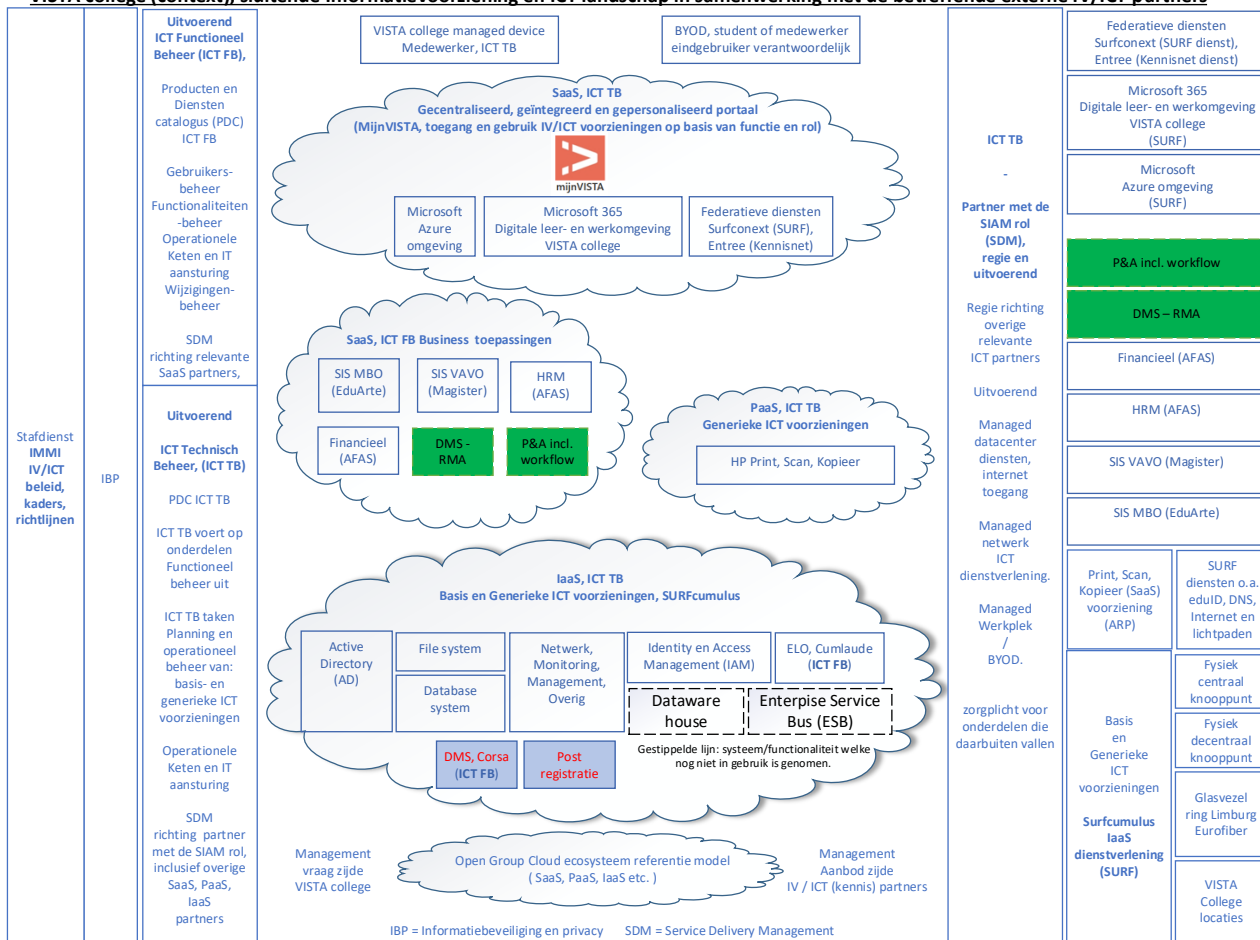 VISTA college (context), sluitende informatievoorziening en ICT landschap in samenwerking met de betreffende externe IV/ICT partners
Stafdienst
IMMI
IV/ICT
beleid,
kaders,
richtlijnen
IBP
Uitvoerend
ICT Functioneel
Beheer (ICT FB),
Producten en
Diensten
catalogus (PDC)
ICT FB
Gebruikers-
beheer
Functionaliteiten
-beheer
Operationele
Keten en IT
aansturing
Wijzigingen-
beheer
SDM
richting relevante
SaaS partners,
Uitvoerend
ICT Technisch
Beheer, (ICT TB)
PDC ICT TB
ICT TB voert op
onderdelen
Functioneel
beheer uit
ICT TB taken
Planning en
operationeel
beheer van:
basis- en
generieke ICT
voorzieningen
Operationele
Keten en IT
aansturing
SDM
richting partner
met de SIAM rol,
inclusief overige
SaaS, PaaS,
IaaS
partners
VISTA college managed device
Medewerker, ICT TB
BYOD, student of medewerker
eindgebruiker verantwoordelijk
SaaS, ICT TB
Gecentraliseerd, geïntegreerd en gepersonaliseerd portaal
(MijnVISTA, toegang en gebruik IV/ICT voorzieningen op basis van functie en rol)
mijnVISTA
Microsoft
Azure
omgeving
Microsoft 365
Digitale leer- en werkomgeving
VISTA college
Federatieve diensten
Surfconext (SURF),
Entree (Kennisnet)
SaaS, ICT FB Business toepassingen
SIS MBO
(EduArte)
SIS VAVO
(Magister)
HRM
(AFAS)
Financieel
(AFAS)
DMS -
RMA
P&A incl.
workflow
PaaS, ICT TB
Generieke ICT voorzieningen
HP Print, Scan, Kopieer
IaaS, ICT TB
Basis en Generieke ICT voorzieningen, SURFcumulus
Active
Directory
(AD)
File system
Database
system
Netwerk,
Monitoring,
Management,
Overig
Identity en Access
Management (IAM)
ELO, Cumlaude
(ICT FB)
Dataware
house
Enterpise Service
Bus (ESB)
DMS, Corsa
(ICT FB)
Post
registratie
Gestippelde lijn: systeem/functionaliteit welke
nog niet in gebruik is genomen.
Management
vraag zijde
VISTA college
Open Group Cloud ecosysteem referentie model
( SaaS, PaaS, IaaS etc. )
Management
Aanbod zijde
IV / ICT (kennis) partners
IBP = Informatiebeveiliging en privacy SDM = Service Delivery Management
ICT TB
-
Partner met de
SIAM rol
(SDM),
regie en
uitvoerend
Regie richting
overige
relevante
ICT partners
Uitvoerend
Managed
datacenter
diensten,
internet
toegang
Managed
netwerk
ICT
dienstverlening.
Managed
Werkplek
/
BYOD.
zorgplicht voor
onderdelen die
daarbuiten vallen
Federatieve diensten
Surfconext (SURF dienst),
Entree (Kennisnet dienst)
Microsoft 365
Digitale leer- en werkomgeving
VISTA college
(SURF)
Microsoft
Azure omgeving
(SURF)
P&A incl. workflow
DMS – RMA
Financieel (AFAS)
HRM (AFAS)
SIS VAVO (Magister)
SIS MBO (EduArte)
Print, Scan,
Kopieer (SaaS)
voorziening
(ARP)
SURF
diensten o.a.
eduID, DNS,
Internet en
lichtpaden
Basis
en
Generieke
ICT
voorzieningen
Surfcumulus
IaaS
dienstverlening
(SURF)
Fysiek
centraal
knooppunt
Fysiek
decentraal
knooppunt
Glasvezel
ring Limburg
Eurofiber
VISTA
College
locaties